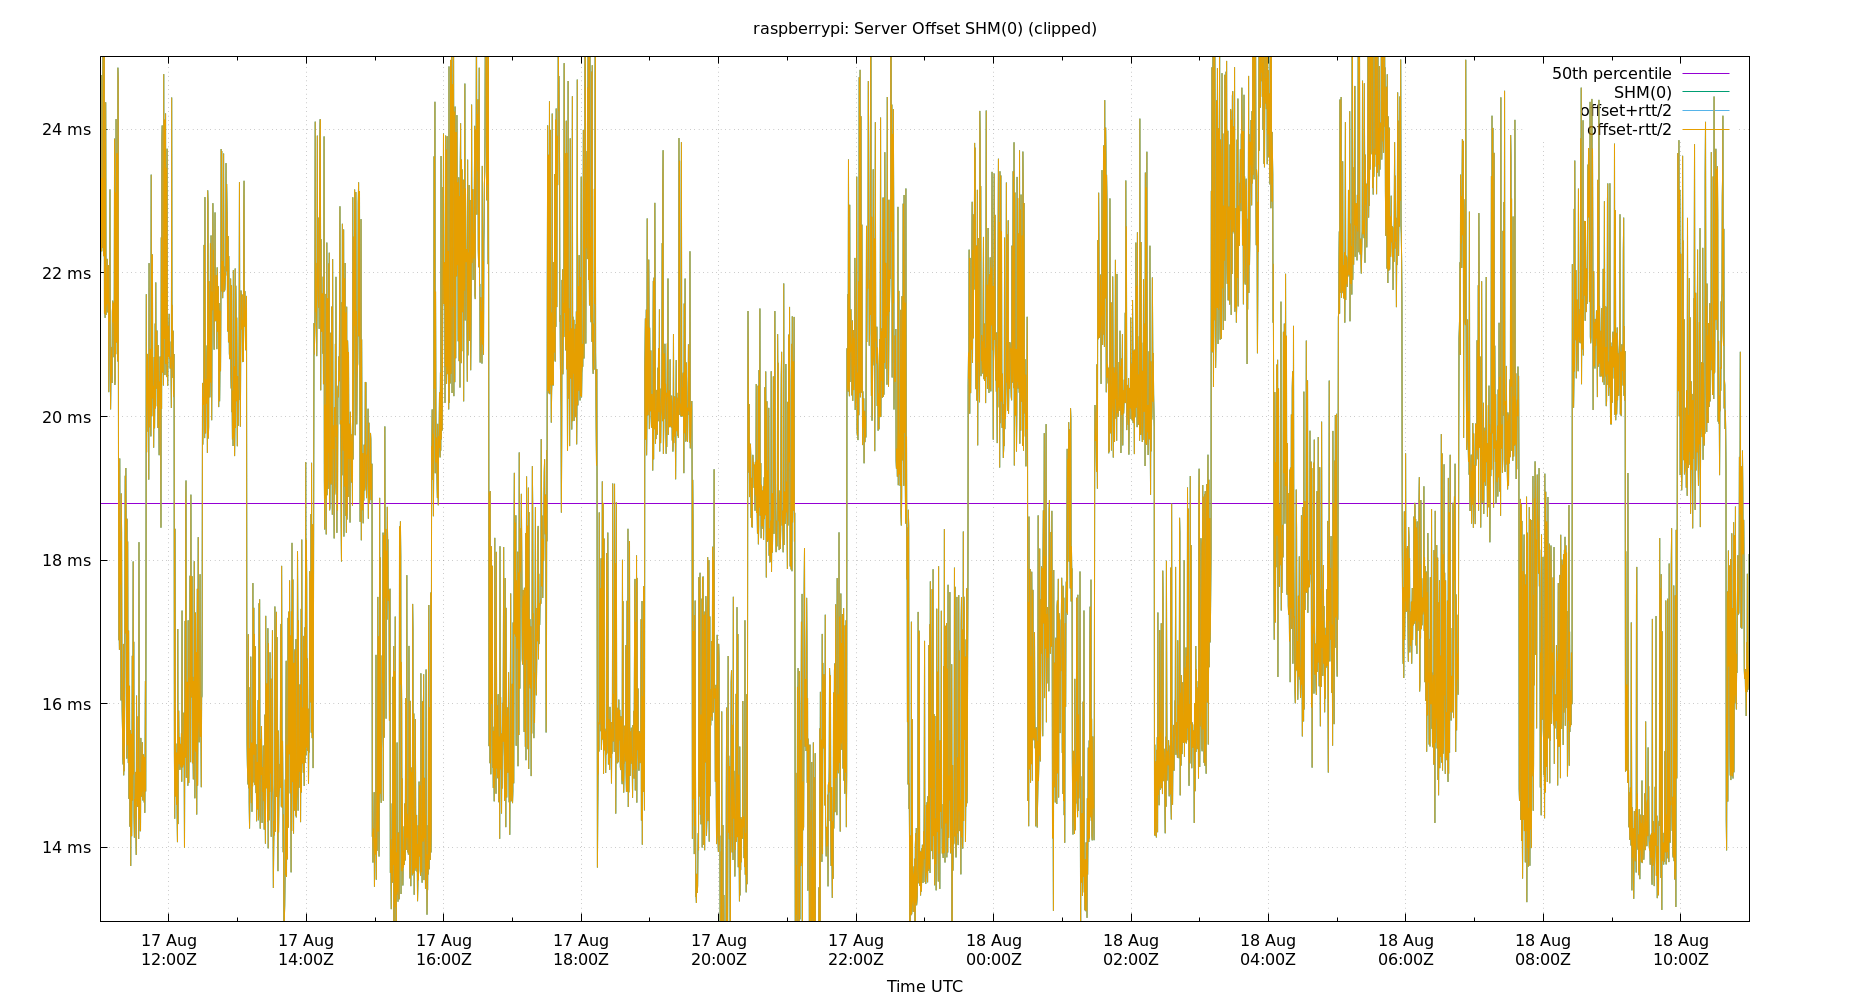 raspberrypi: Server Offset SHM(0) (clipped)
50th percentile
SHM(0)
offset+rtt/2
offset-rtt/2
24 ms
22 ms
20 ms
18 ms
16 ms
14 ms
17 Aug 17 Aug 17 Aug 17 Aug 17 Aug 17 Aug 18 Aug 18 Aug 18 Aug 18 Aug 18 Aug 18 Aug
12:00Z 14:00Z 16:00Z 18:00Z 20:00Z 22:00Z 00:00Z 02:00Z 04:00Z 06:00Z 08:00Z 10:00Z
Time UTC